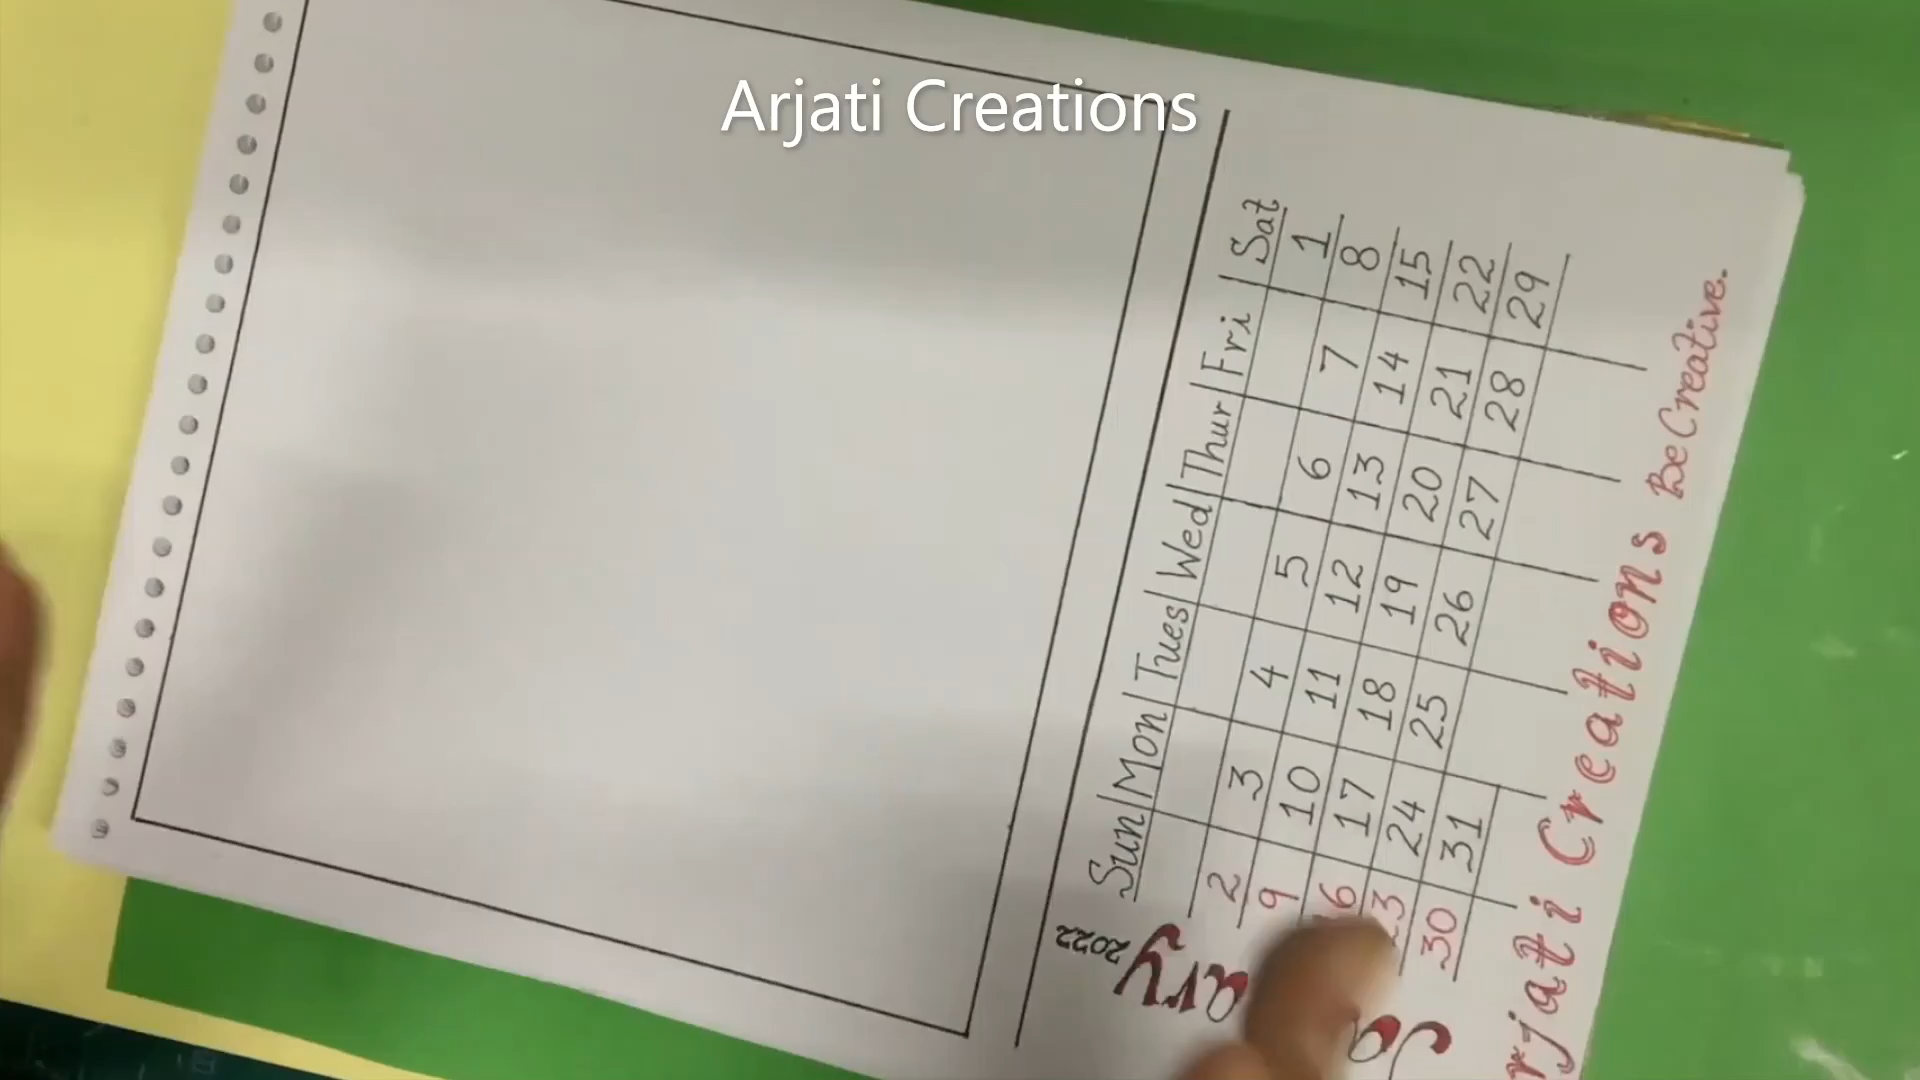 Arjati Creations
2022
Sun Mon Tues Wed Thur Fri Sat
1
2 3 4 5 6 7 8
9 10 11 12 13 14 15
17 18 19 20 21 22
24 25 26 27 28 29
30 31
Creations Be Creative.